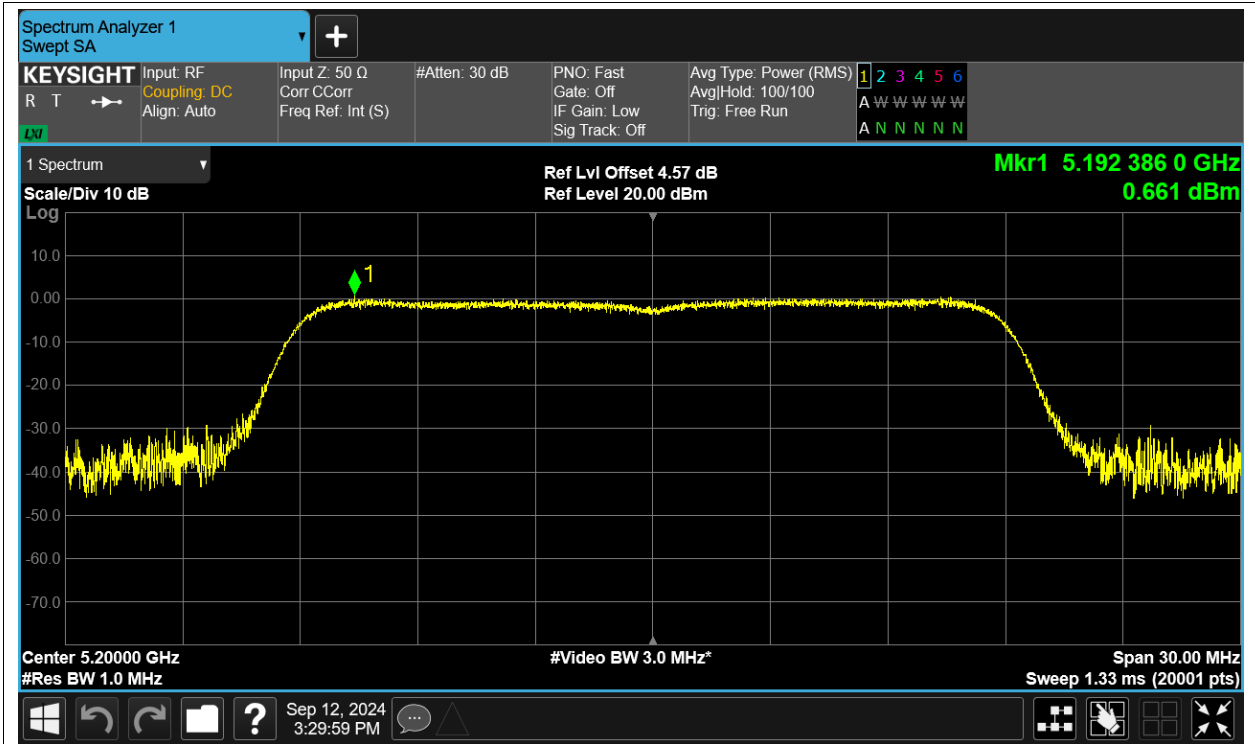 Spectrum Analyzer 1
Swept SA
KEYSIGHT
R T
LXI
Input: RF
Coupling: DC
Align: Auto
Input Z: 50 Ω
Corr CCorr
Freq Ref: Int (S)
#Atten: 30 dB
PNO: Fast
Gate: Off
IF Gain: Low
Sig Track: Off
Avg Type: Power (RMS)
Avg|Hold: 100/100
Trig: Free Run
1 2 3 4 5 6
A W W W W W
A N N N N N
1 Spectrum
Scale/Div 10 dB
Log
Ref Lvl Offset 4.57 dB
Ref Level 20.00 dBm
Mkr1 5.192 386 0 GHz
0.661 dBm
1
10.0
0.00
-10.0
-20.0
-30.0
-40.0
-50.0
-60.0
-70.0
Center 5.20000 GHz
#Res BW 1.0 MHz
#Video BW 3.0 MHz*
Span 30.00 MHz
Sweep 1.33 ms (20001 pts)
?
Sep 12, 2024
3:29:59 PM